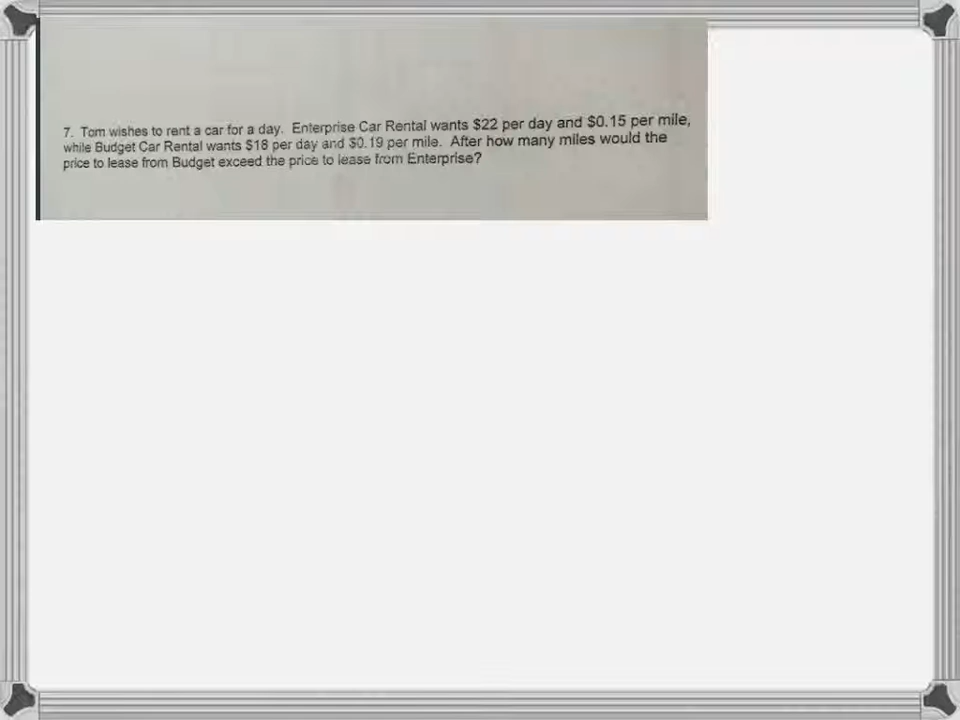 7. Tom wishes to rent a car for a day. Enterprise Car Rental wants $22 per day and $0.15 per mile,
while Budget Car Rental wants $18 per day and $0.19 per mile. After how many miles would the
price to lease from Budget exceed the price to lease from Enterprise?